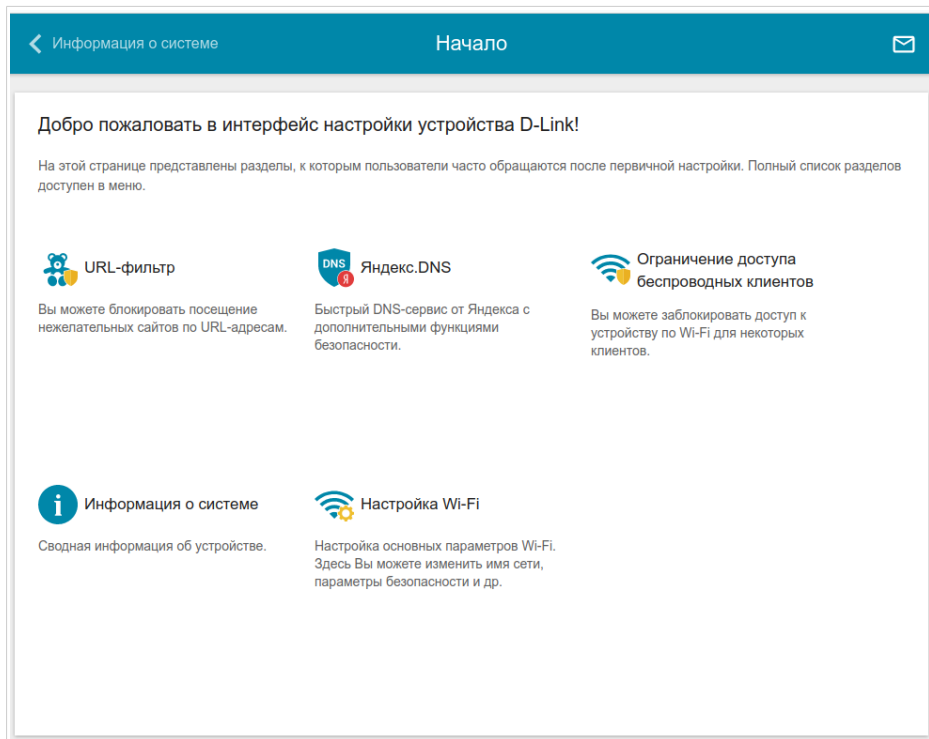 Информация о системе
Начало
Добро пожаловать в интерфейс настройки устройства D-Link!
На этой странице представлены разделы, к которым пользователи часто обращаются после первичной настройки. Полный список разделов
доступен в меню.
URL-фильтр
Вы можете блокировать посещение
нежелательных сайтов по URL-адресам.
DNS
Я
Яндекс.DNS
Быстрый DNS-сервис от Яндекса с
дополнительными функциями
безопасности.
Ограничение доступа
беспроводных клиентов
Вы можете заблокировать доступ к
устройству по Wi-Fi для некоторых
клиентов.
i
Информация о системе
Сводная информация об устройстве.
Настройка Wi-Fi
Настройка основных параметров Wi-Fi.
Здесь Вы можете изменить имя сети,
параметры безопасности и др.